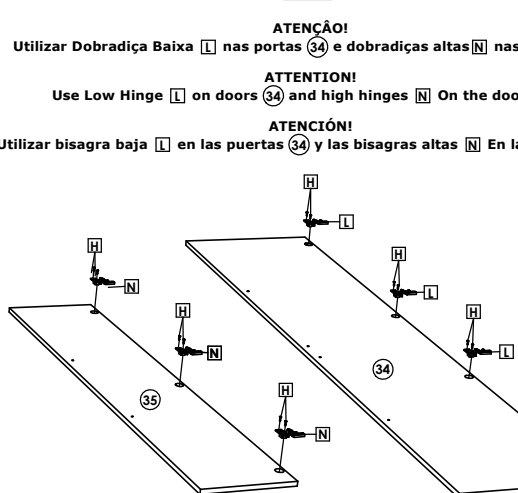 ATENÇÂO!
Utilizar Dobradiça Baixa L nas portas 34 e dobradiças altas N nas
ATTENTION!
Use Low Hinge L on doors 34 and high hinges N On the doo
ATENCIÓN!
Utilizar bisagra baja L en las puertas 34 y las bisagras altas N En la
H
L
H
N
H
L
H
N
H
L
34
35
H
N